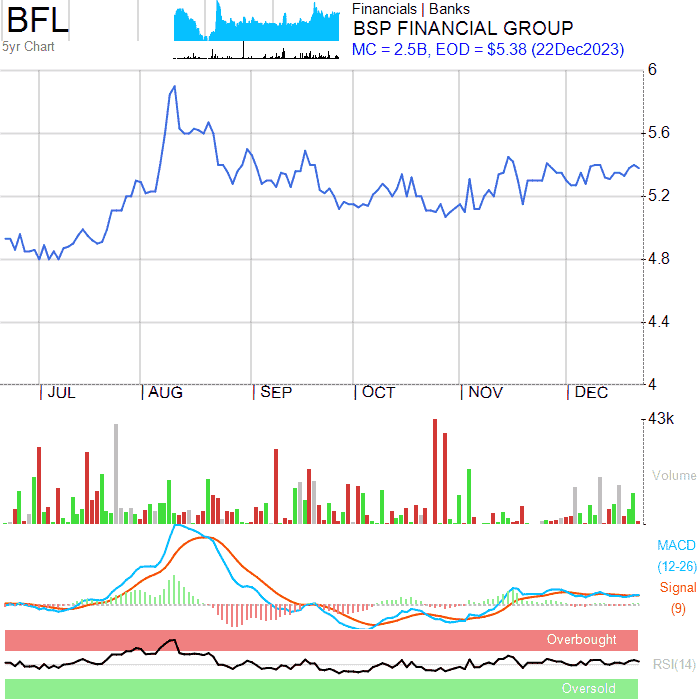 BFL
5yr Chart
Financials | Banks
BSP FINANCIAL GROUP
MC = 2.5B, EOD = $5.38 (22Dec2023)
6
5.6
5.2
4.8
4.4
4
JUL AUG SEP OCT NOV DEC
43k
Volume
MACD
(12-26)
Signal
(9)
Overbought
RSI(14)
Oversold